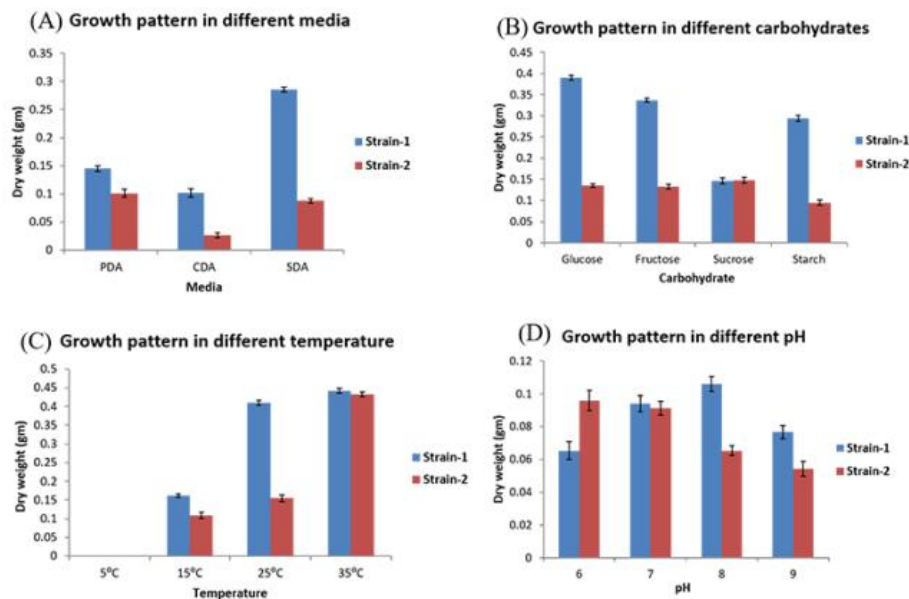 (A) Growth pattern in different media
0.35
0.3
0.25
0.2
0.15
0.1
0.05
0
Dry weight (gm)
PDA CDA SDA
Media
Strain-1
Strain-2
(B) Growth pattern in different carbohydrates
0.45
0.4
0.35
0.3
0.25
0.2
0.15
0.1
0.05
0
Dry weight (gm)
Glucose Fructose Sucrose Starch
Carbohydrate
Strain-1
Strain-2
(C) Growth pattern in different temperature
0.5
0.45
0.4
0.35
0.3
0.25
0.2
0.15
0.1
0.05
0
Dry weight (gm)
5°C 15°C 25°C 35°C
Temperature
Strain-1
Strain-2
(D) Growth pattern in different pH
0.12
0.1
0.08
0.06
0.04
0.02
0
Dry weight (gm)
6 7 8 9
pH
Strain-1
Strain-2